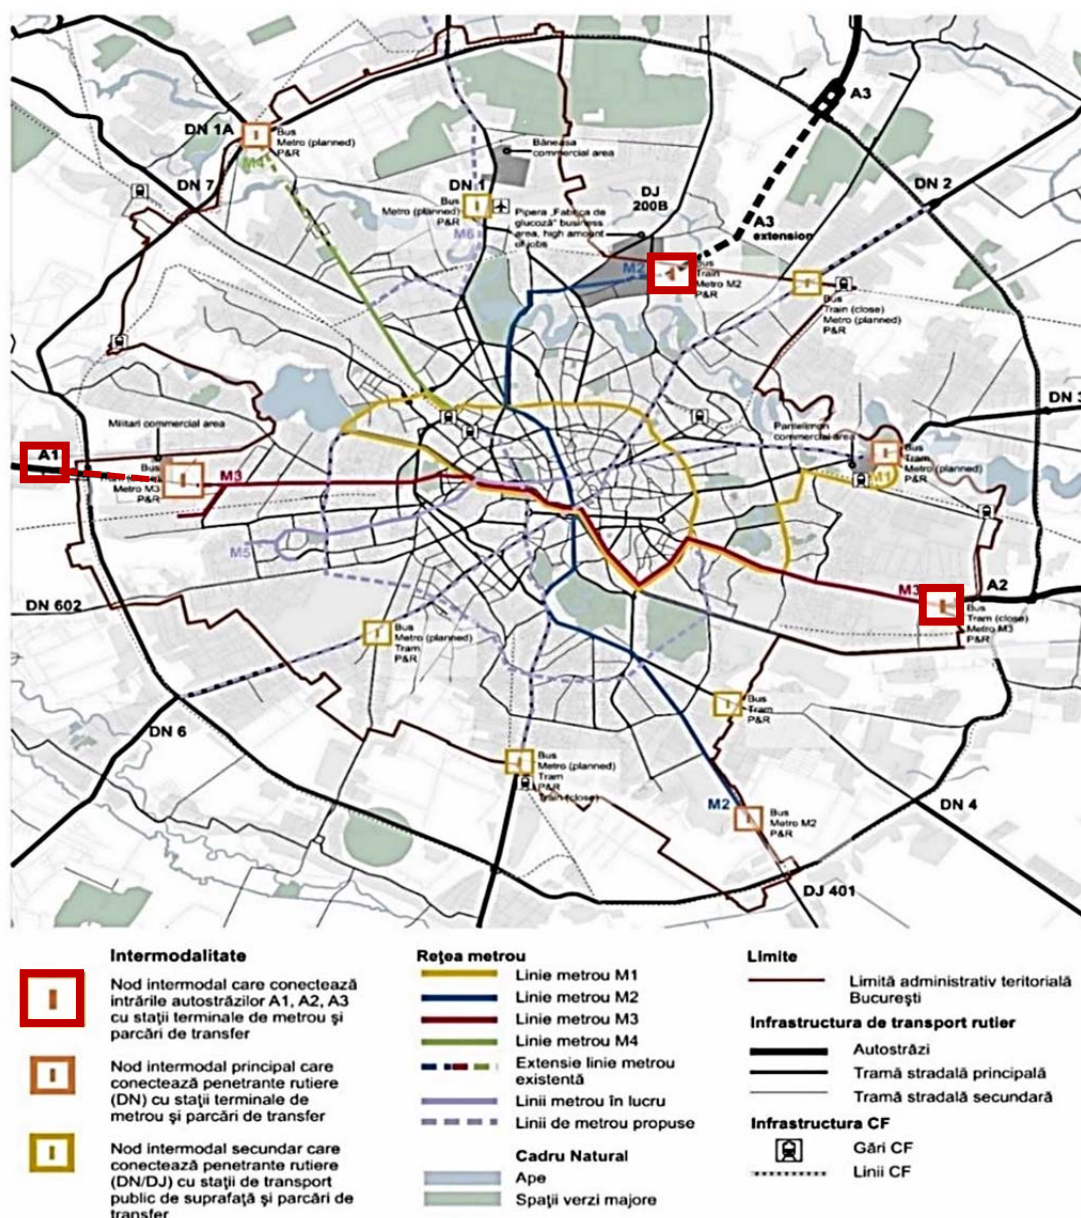 A3
DN 1A
Bus
Metro (planned)
P&R
M4
Băneasa
commercial area
DN 7
DN 1
DJ
200B
DN 2
Bus
Metro (planned)
P&R
Pipera „Fabrica de
glucoză" business
area, high amount
of jobs
A3
extension
M6
M2
Bus
Train
Metro M2
P&R
Bus
Train (close)
Metro (planned)
P&R
DN 3
Militari commercial area
Pantelimon
commercial area
A1
Bus
Metro M3
P&R
M3
Bus
Tram
Metro (planned)
P&R
M1
M5
A2
M3
Bus
Tram (close)
Metro M3
P&R
DN 602
Bus
Metro (planned)
Tram
P&R
Bus
Tram
P&R
DN 6
Bus
Metro (planned)
Tram
P&R
Train (close)
M2
Bus
Metro M2
P&R
DN 4
DJ 401
Intermodalitate
Nod intermodal care conectează
intrările autostrăzilor A1, A2, A3
cu stații terminale de metrou și
parcări de transfer
Nod intermodal principal care
conectează penetrante rutiere
(DN) cu stații terminale de
metrou și parcări de transfer
Nod intermodal secundar care
conectează penetrante rutiere
(DN/DJ) cu stații de transport
public de suprafață și parcări de
transfer
Rețea metrou
Linie metrou M1
Linie metrou M2
Linie metrou M3
Linie metrou M4
Extensie linie metrou
existentă
Linii metrou în lucru
Linii de metrou propuse
Cadru Natural
Ape
Spații verzi majore
Limite
Limită administrativ teritorială
București
Infrastructura de transport rutier
Autostrăzi
Tramă stradală principală
Tramă stradală secundară
Infrastructura CF
Gări CF
Linii CF